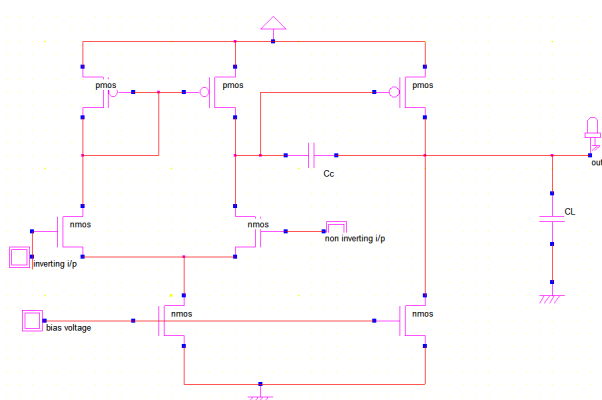 pmos
pmos
pmos
out
Cc
CL
nmos
nmos
non inverting i/p
inverting i/p
nmos
nmos
bias voltage